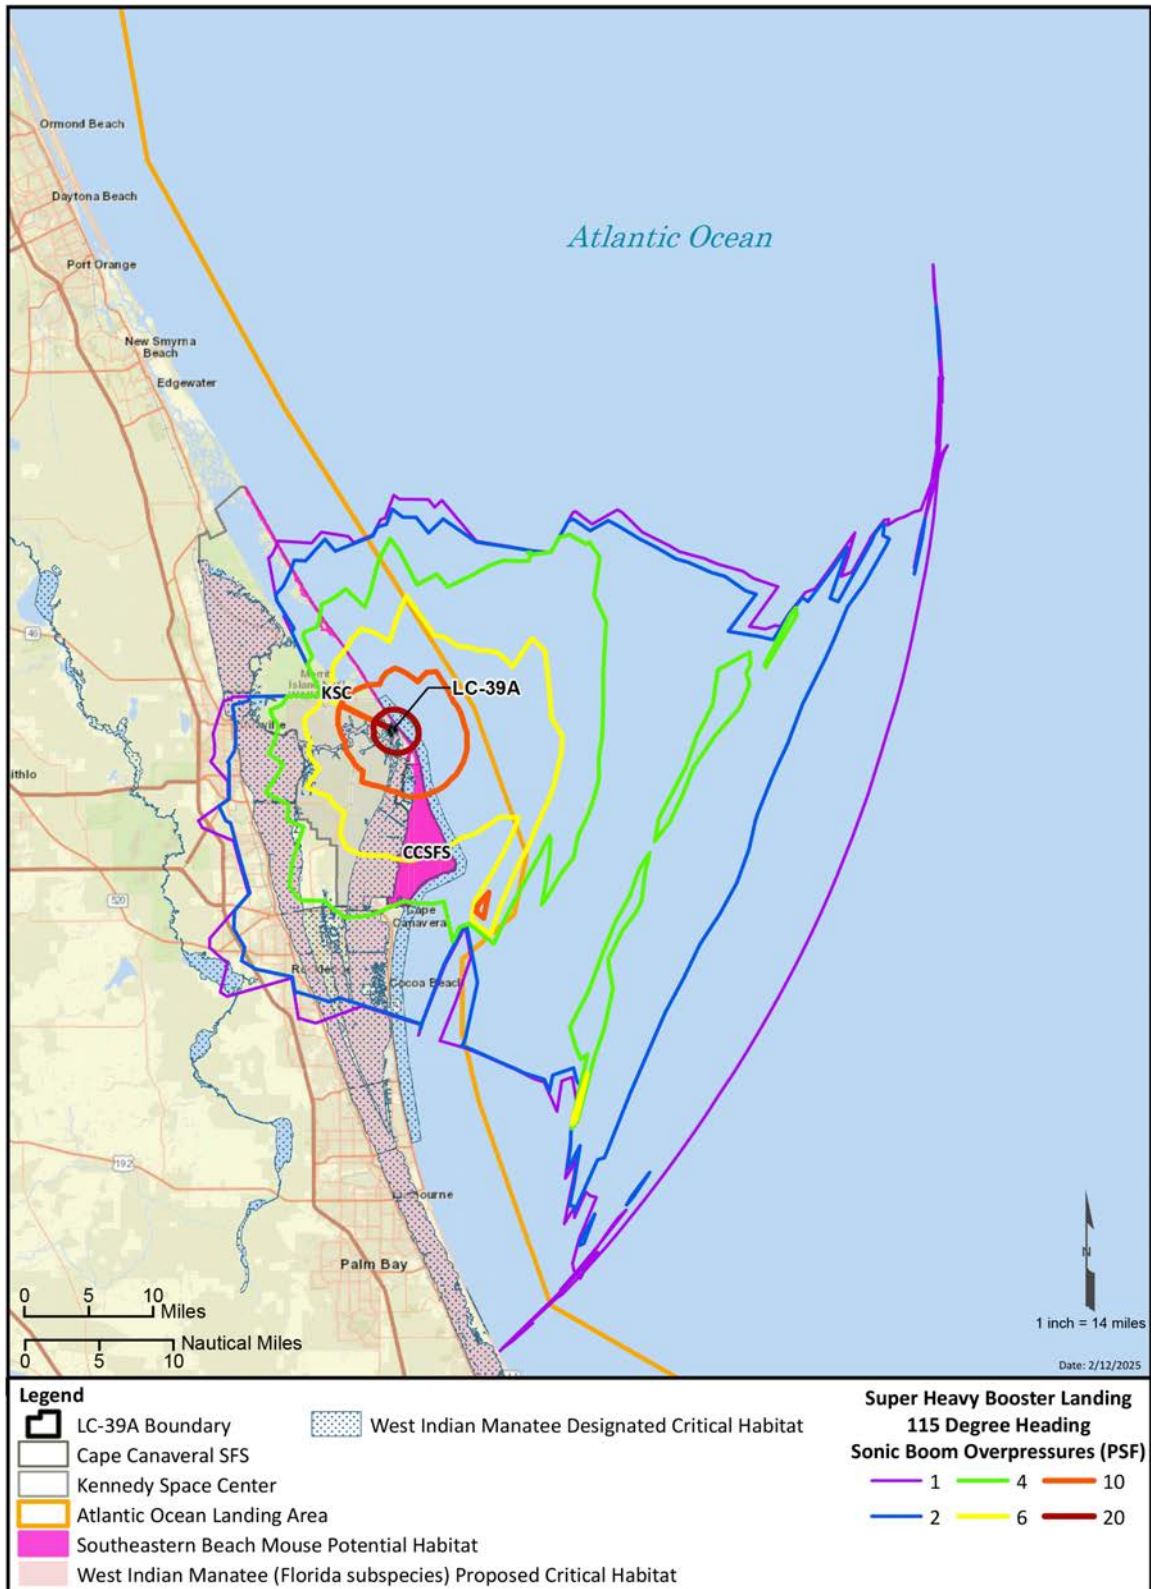 Ormond Beach
Daytona Beach
Atlantic Ocean
Port Orange
New Smyrna
Beach
Edgewater
46
KSC
LC-39A
CCSFS
520
Cape
Cocoa Beach
192
Palm Bay
0 5 10
Miles
Nautical Miles
0 5 10
N
1 inch = 14 miles
Date: 2/12/2025
Legend
LC-39A Boundary
Cape Canaveral SFS
Kennedy Space Center
Atlantic Ocean Landing Area
Southeastern Beach Mouse Potential Habitat
West Indian Manatee (Florida subspecies) Proposed Critical Habitat
West Indian Manatee Designated Critical Habitat
Super Heavy Booster Landing
115 Degree Heading
Sonic Boom Overpressures (PSF)
1 4 10
2 6 20